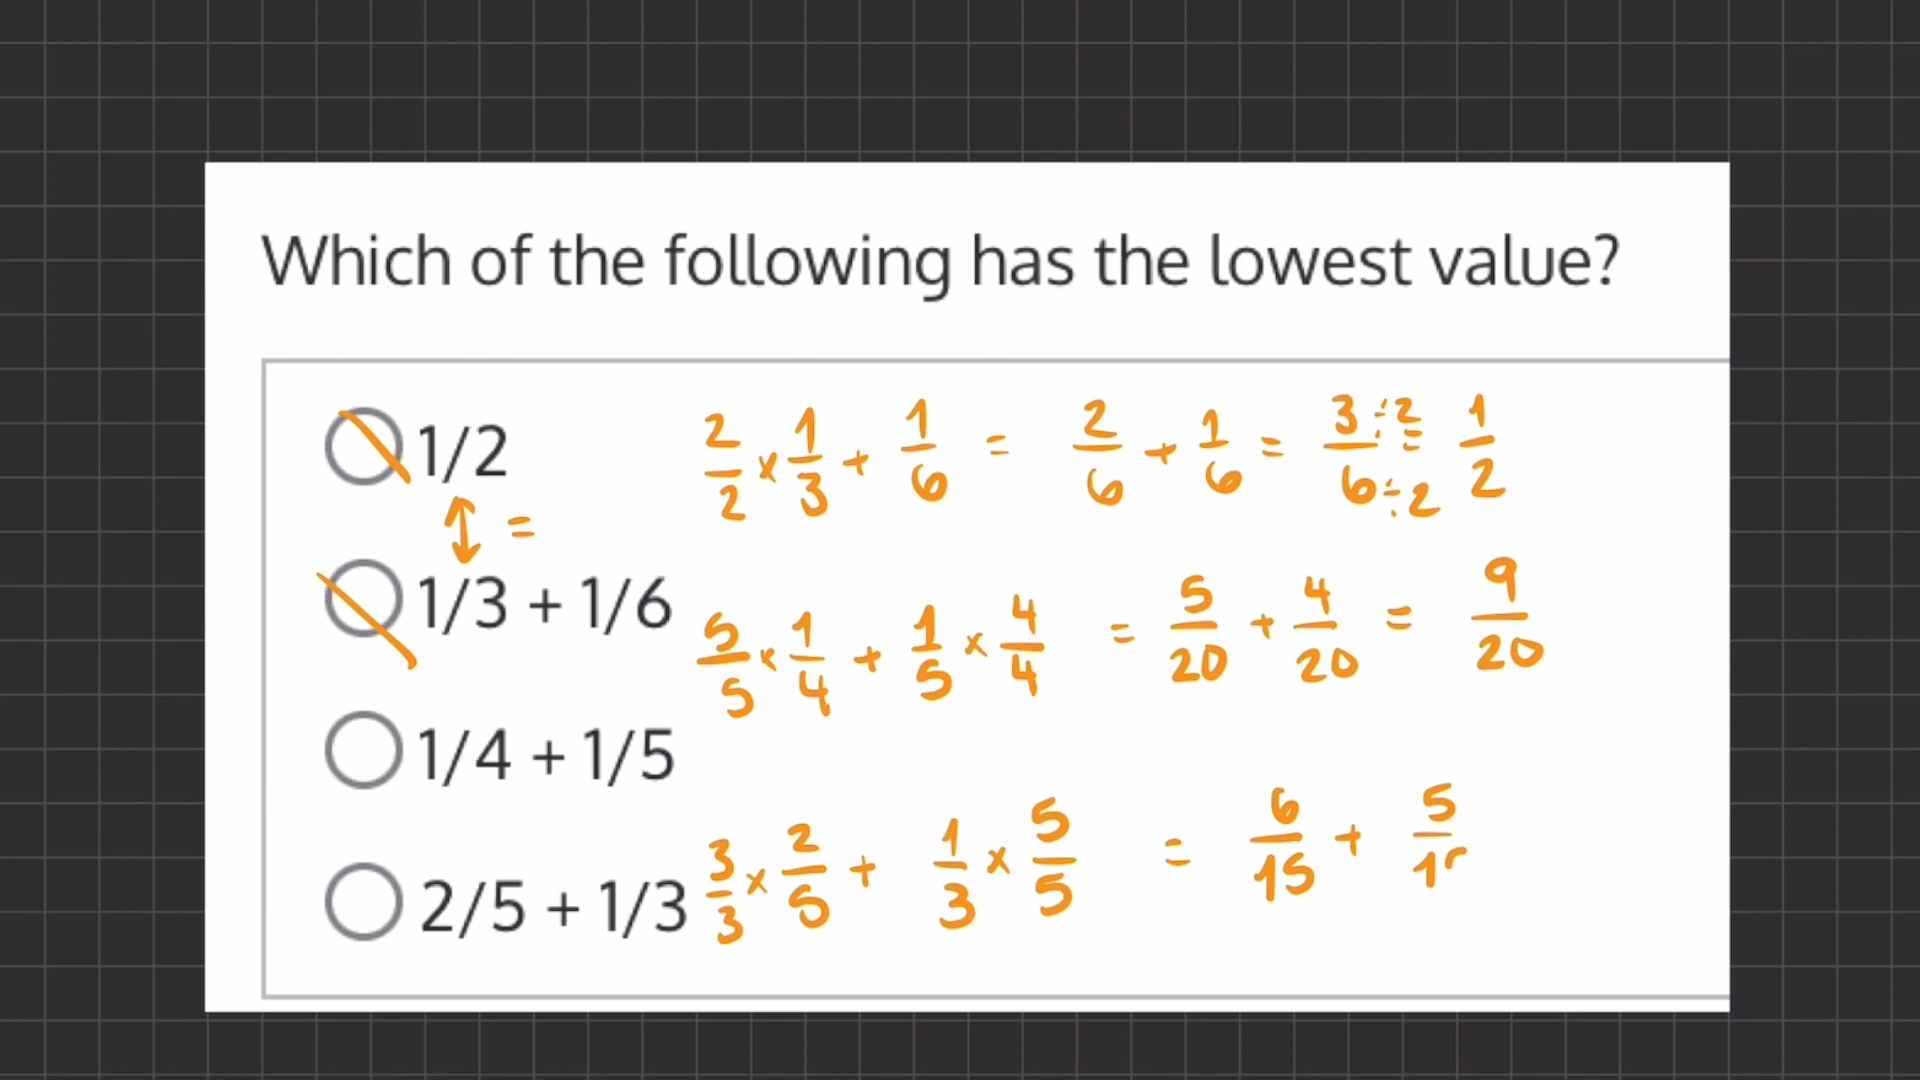 Which of the following has the lowest value?
1/2
2/2 × 1/3 + 1/6 = 2/6 + 1/6 = 3÷2/6÷2 = 1/2
↕ =
1/3 + 1/6
5/5 × 1/4 + 1/5 × 4/4 = 5/20 + 4/20 = 9/20
1/4 + 1/5
2/5 + 1/3
3/3 × 2/5 + 1/3 × 5/5 = 6/15 + 5/1